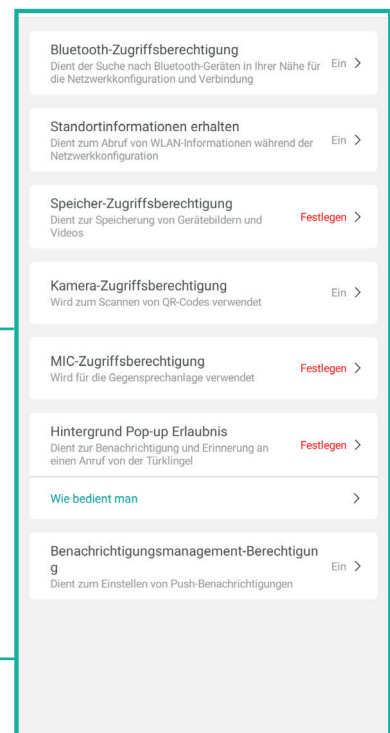 Bluetooth-Zugriffsberechtigung
Dient der Suche nach Bluetooth-Geräten in Ihrer Nähe für
die Netzwerkkonfiguration und Verbindung
Ein
Standortinformationen erhalten
Dient zum Abruf von WLAN-Informationen während der
Netzwerkkonfiguration
Ein
Speicher-Zugriffsberechtigung
Dient zur Speicherung von Gerätebildern und
Videos
Festlegen
Kamera-Zugriffsberechtigung
Wird zum Scannen von QR-Codes verwendet
Ein
MIC-Zugriffsberechtigung
Wird für die Gegensprechanlage verwendet
Festlegen
Hintergrund Pop-up Erlaubnis
Dient zur Benachrichtigung und Erinnerung an
einen Anruf von der Türklingel
Festlegen
Wie bedient man
Benachrichtigungsmanagement-Berechtigun
g
Dient zum Einstellen von Push-Benachrichtigungen
Ein